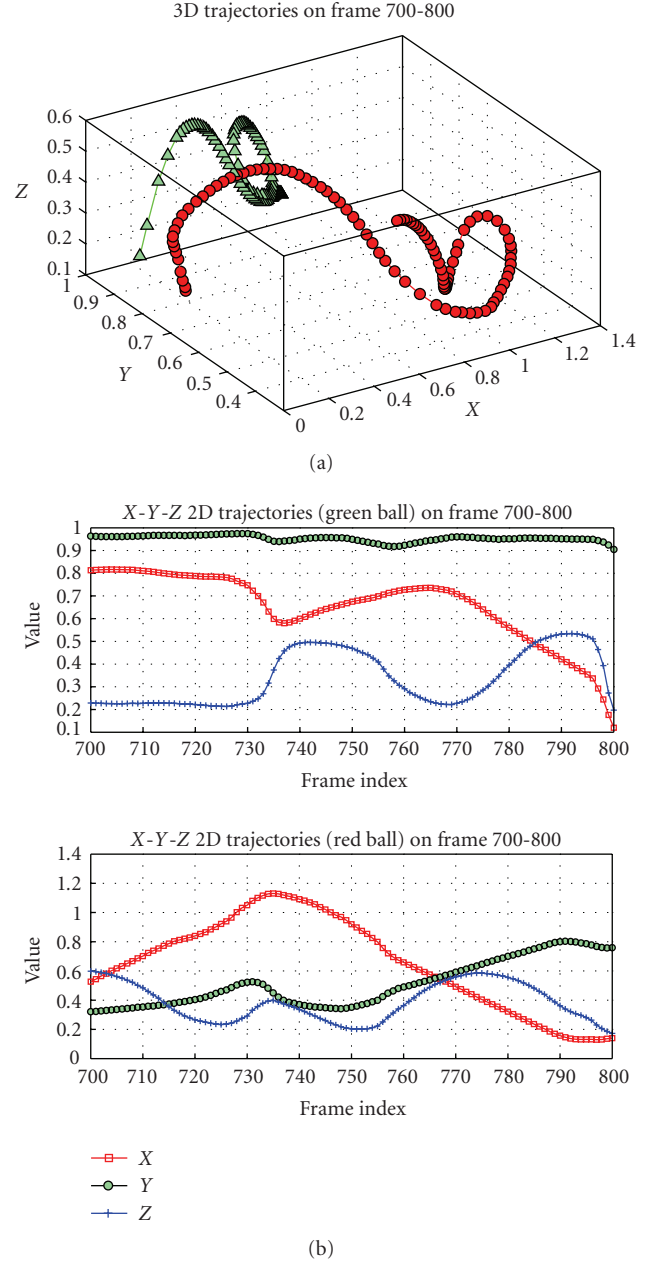 3D trajectories on frame 700-800
0.6
0.5
0.4
Z
0.3
0.2
0.1
1
0.9
0.8
0.7
0.6
0.5
0.4
Y
0
0.2
0.4
0.6
0.8
1
1.2
1.4
X
(a)
X-Y-Z 2D trajectories (green ball) on frame 700-800
1
0.9
0.8
0.7
0.6
0.5
0.4
0.3
0.2
0.1
Value
700 710 720 730 740 750 760 770 780 790 800
Frame index
X-Y-Z 2D trajectories (red ball) on frame 700-800
1.4
1.2
1
0.8
0.6
0.4
0.2
0
Value
700 710 720 730 740 750 760 770 780 790 800
Frame index
X
Y
Z
(b)